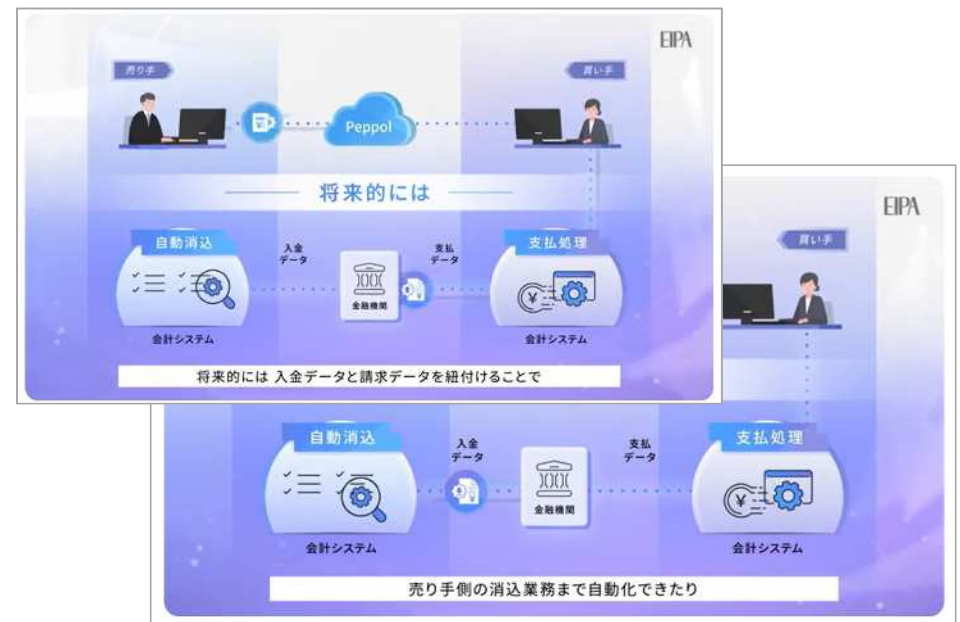 EIPA
売り手
買い手
Peppol
将来的には
自動消込
入金
データ
支払
データ
支払処理
金融機関
会計システム
会計システム
将来的には 入金データと請求データを紐付けることで
EIPA
買い手
自動消込
入金
データ
支払
データ
支払処理
金融機関
会計システム
会計システム
売り手側の消込業務まで自動化できたり